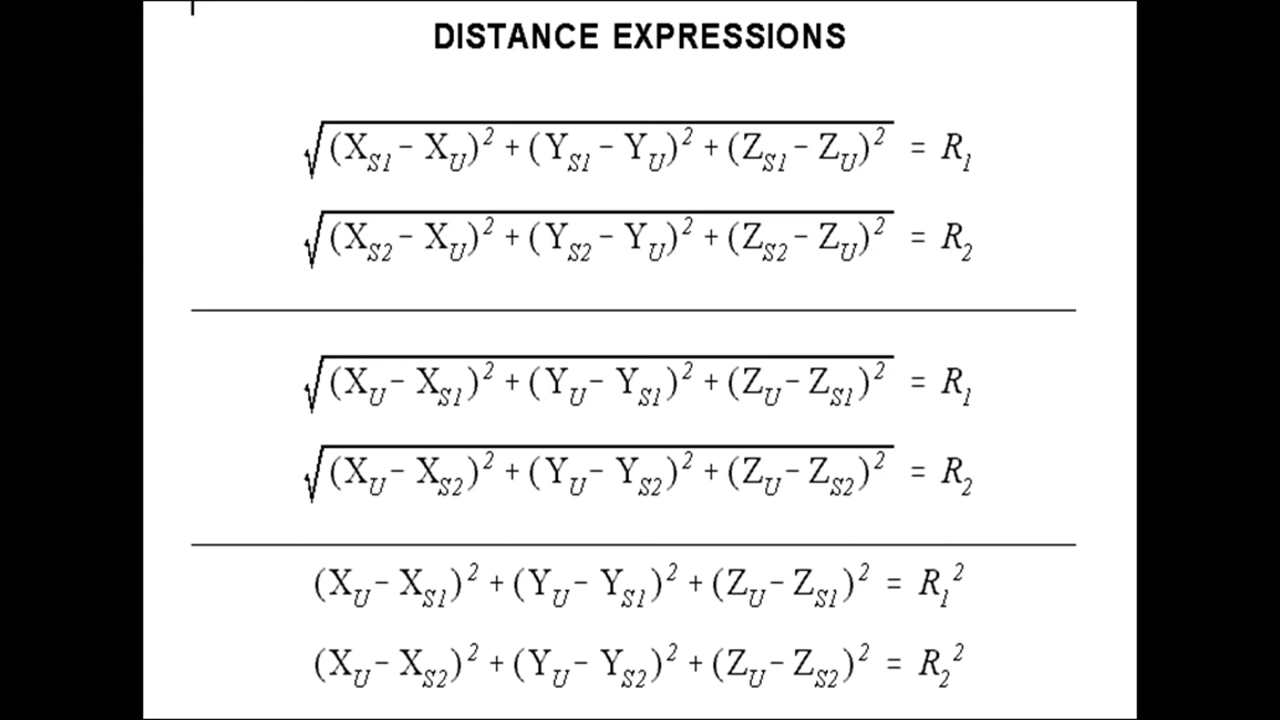 DISTANCE EXPRESSIONS
√(X_S1 − X_U)² + (Y_S1 − Y_U)² + (Z_S1 − Z_U)² = R_1
√(X_S2 − X_U)² + (Y_S2 − Y_U)² + (Z_S2 − Z_U)² = R_2
√(X_U − X_S1)² + (Y_U − Y_S1)² + (Z_U − Z_S1)² = R_1
√(X_U − X_S2)² + (Y_U − Y_S2)² + (Z_U − Z_S2)² = R_2
(X_U − X_S1)² + (Y_U − Y_S1)² + (Z_U − Z_S1)² = R_1²
(X_U − X_S2)² + (Y_U − Y_S2)² + (Z_U − Z_S2)² = R_2²